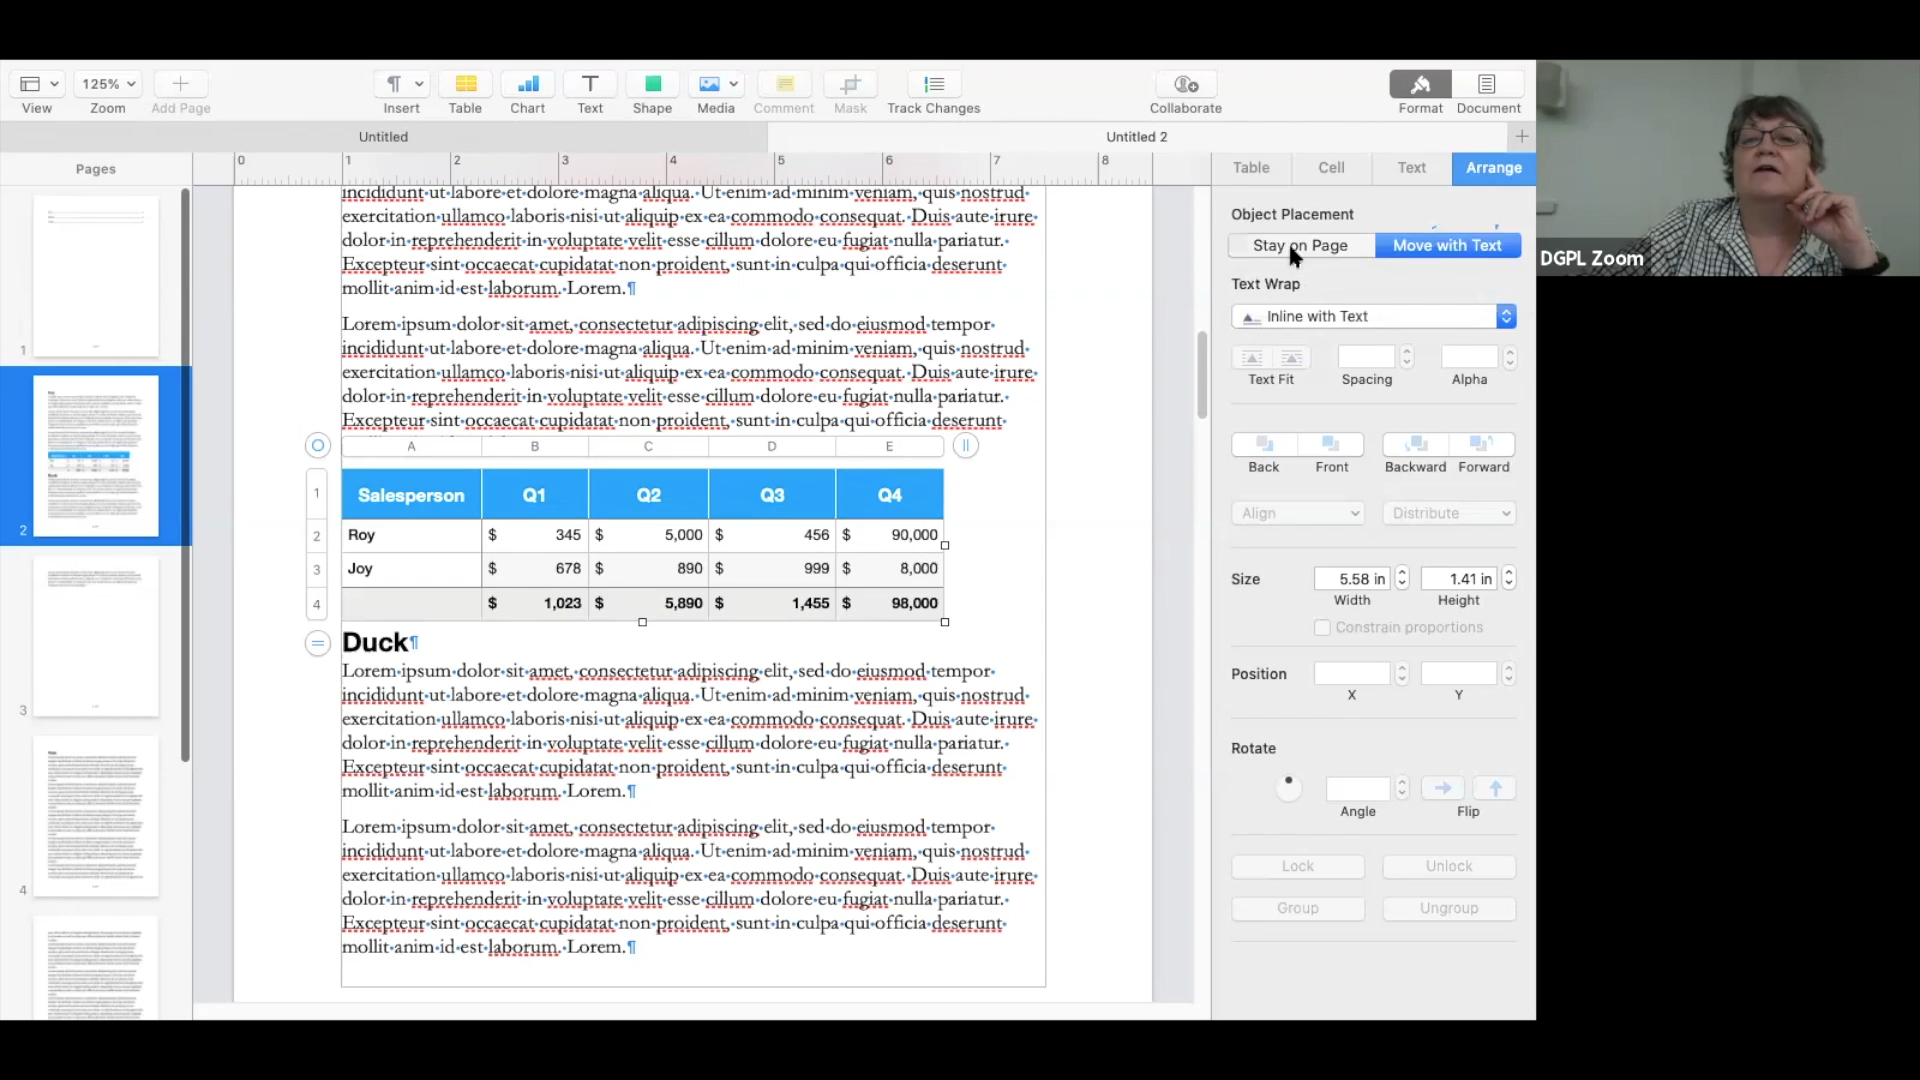 View
125%
Zoom
Add Page
Insert
Table
Chart
Text
Shape
Media
Comment
Mask
Track Changes
Collaborate
Format
Document
Untitled
Untitled 2
Pages
0 1 2 3 4 5 6 7 8
Table Cell Text Arrange
1
2
3
4
incididunt ut labore et dolore magna aliqua. Ut enim ad minim veniam, quis nostrud
exercitation ullamco laboris nisi ut aliquip ex ea commodo consequat. Duis aute irure
dolor in reprehenderit in voluptate velit esse cillum dolore eu fugiat nulla pariatur.
Excepteur sint occaecat cupidatat non proident, sunt in culpa qui officia deserunt
mollit anim id est laborum. Lorem.¶
Lorem ipsum dolor sit amet, consectetur adipiscing elit, sed do eiusmod tempor
incididunt ut labore et dolore magna aliqua. Ut enim ad minim veniam, quis nostrud
exercitation ullamco laboris nisi ut aliquip ex ea commodo consequat. Duis aute irure
dolor in reprehenderit in voluptate velit esse cillum dolore eu fugiat nulla pariatur.
Excepteur sint occaecat cupidatat non proident, sunt in culpa qui officia deserunt
A B C D E
1 Salesperson Q1 Q2 Q3 Q4
2 Roy $ 345 $ 5,000 $ 456 $ 90,000
3 Joy $ 678 $ 890 $ 999 $ 8,000
4 $ 1,023 $ 5,890 $ 1,455 $ 98,000
Duck¶
Lorem ipsum dolor sit amet, consectetur adipiscing elit, sed do eiusmod tempor
incididunt ut labore et dolore magna aliqua. Ut enim ad minim veniam, quis nostrud
exercitation ullamco laboris nisi ut aliquip ex ea commodo consequat. Duis aute irure
dolor in reprehenderit in voluptate velit esse cillum dolore eu fugiat nulla pariatur.
Excepteur sint occaecat cupidatat non proident, sunt in culpa qui officia deserunt
mollit anim id est laborum. Lorem.¶
Lorem ipsum dolor sit amet, consectetur adipiscing elit, sed do eiusmod tempor
incididunt ut labore et dolore magna aliqua. Ut enim ad minim veniam, quis nostrud
exercitation ullamco laboris nisi ut aliquip ex ea commodo consequat. Duis aute irure
dolor in reprehenderit in voluptate velit esse cillum dolore eu fugiat nulla pariatur.
Excepteur sint occaecat cupidatat non proident, sunt in culpa qui officia deserunt
mollit anim id est laborum. Lorem.¶
Object Placement
Stay on Page Move with Text
Text Wrap
Inline with Text
Text Fit Spacing Alpha
Back Front Backward Forward
Align Distribute
Size 5.58 in 1.41 in
Width Height
Constrain proportions
Position
X Y
Rotate
Angle Flip
Lock Unlock
Group Ungroup
DGPL Zoom